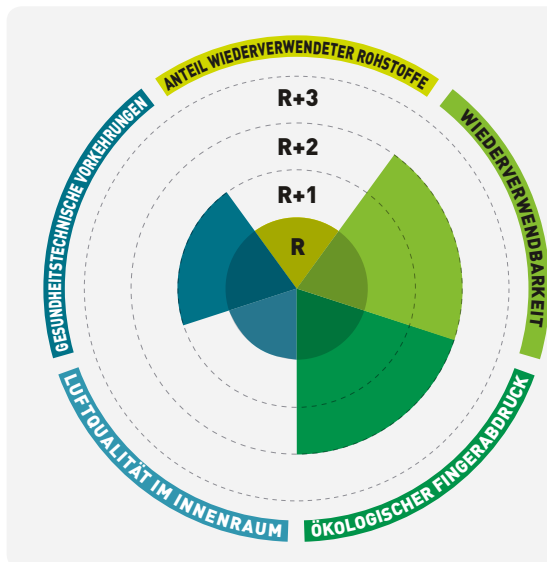 ANTEIL WIEDERVERWENDETER ROHSTOFFE
R+3
R+2
R+1
R
WIEDERVERWENDBARKEIT
ÖKOLOGISCHER FINGERABDRUCK
LUFTQUALITÄT IM INNENRAUM
GESUNDHEITSTECHNISCHE VORKEHRUNGEN